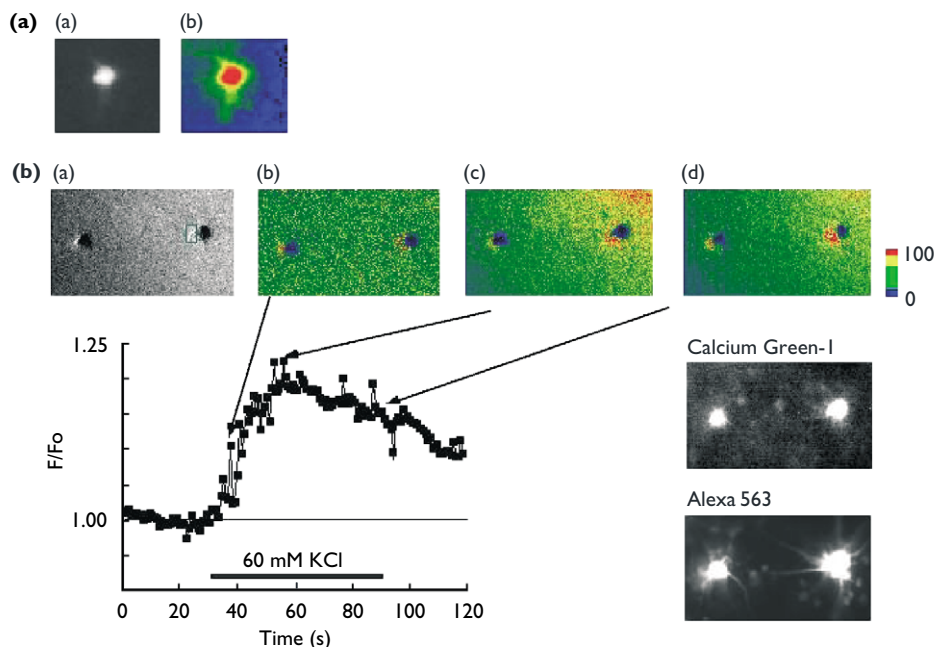 (a) (a) (b)
(b) (a) (b) (c) (d)
100
0
1.25
1.00
F/Fo
60 mM KCl
0 20 40 60 80 100 120
Time (s)
Calcium Green-1
Alexa 563